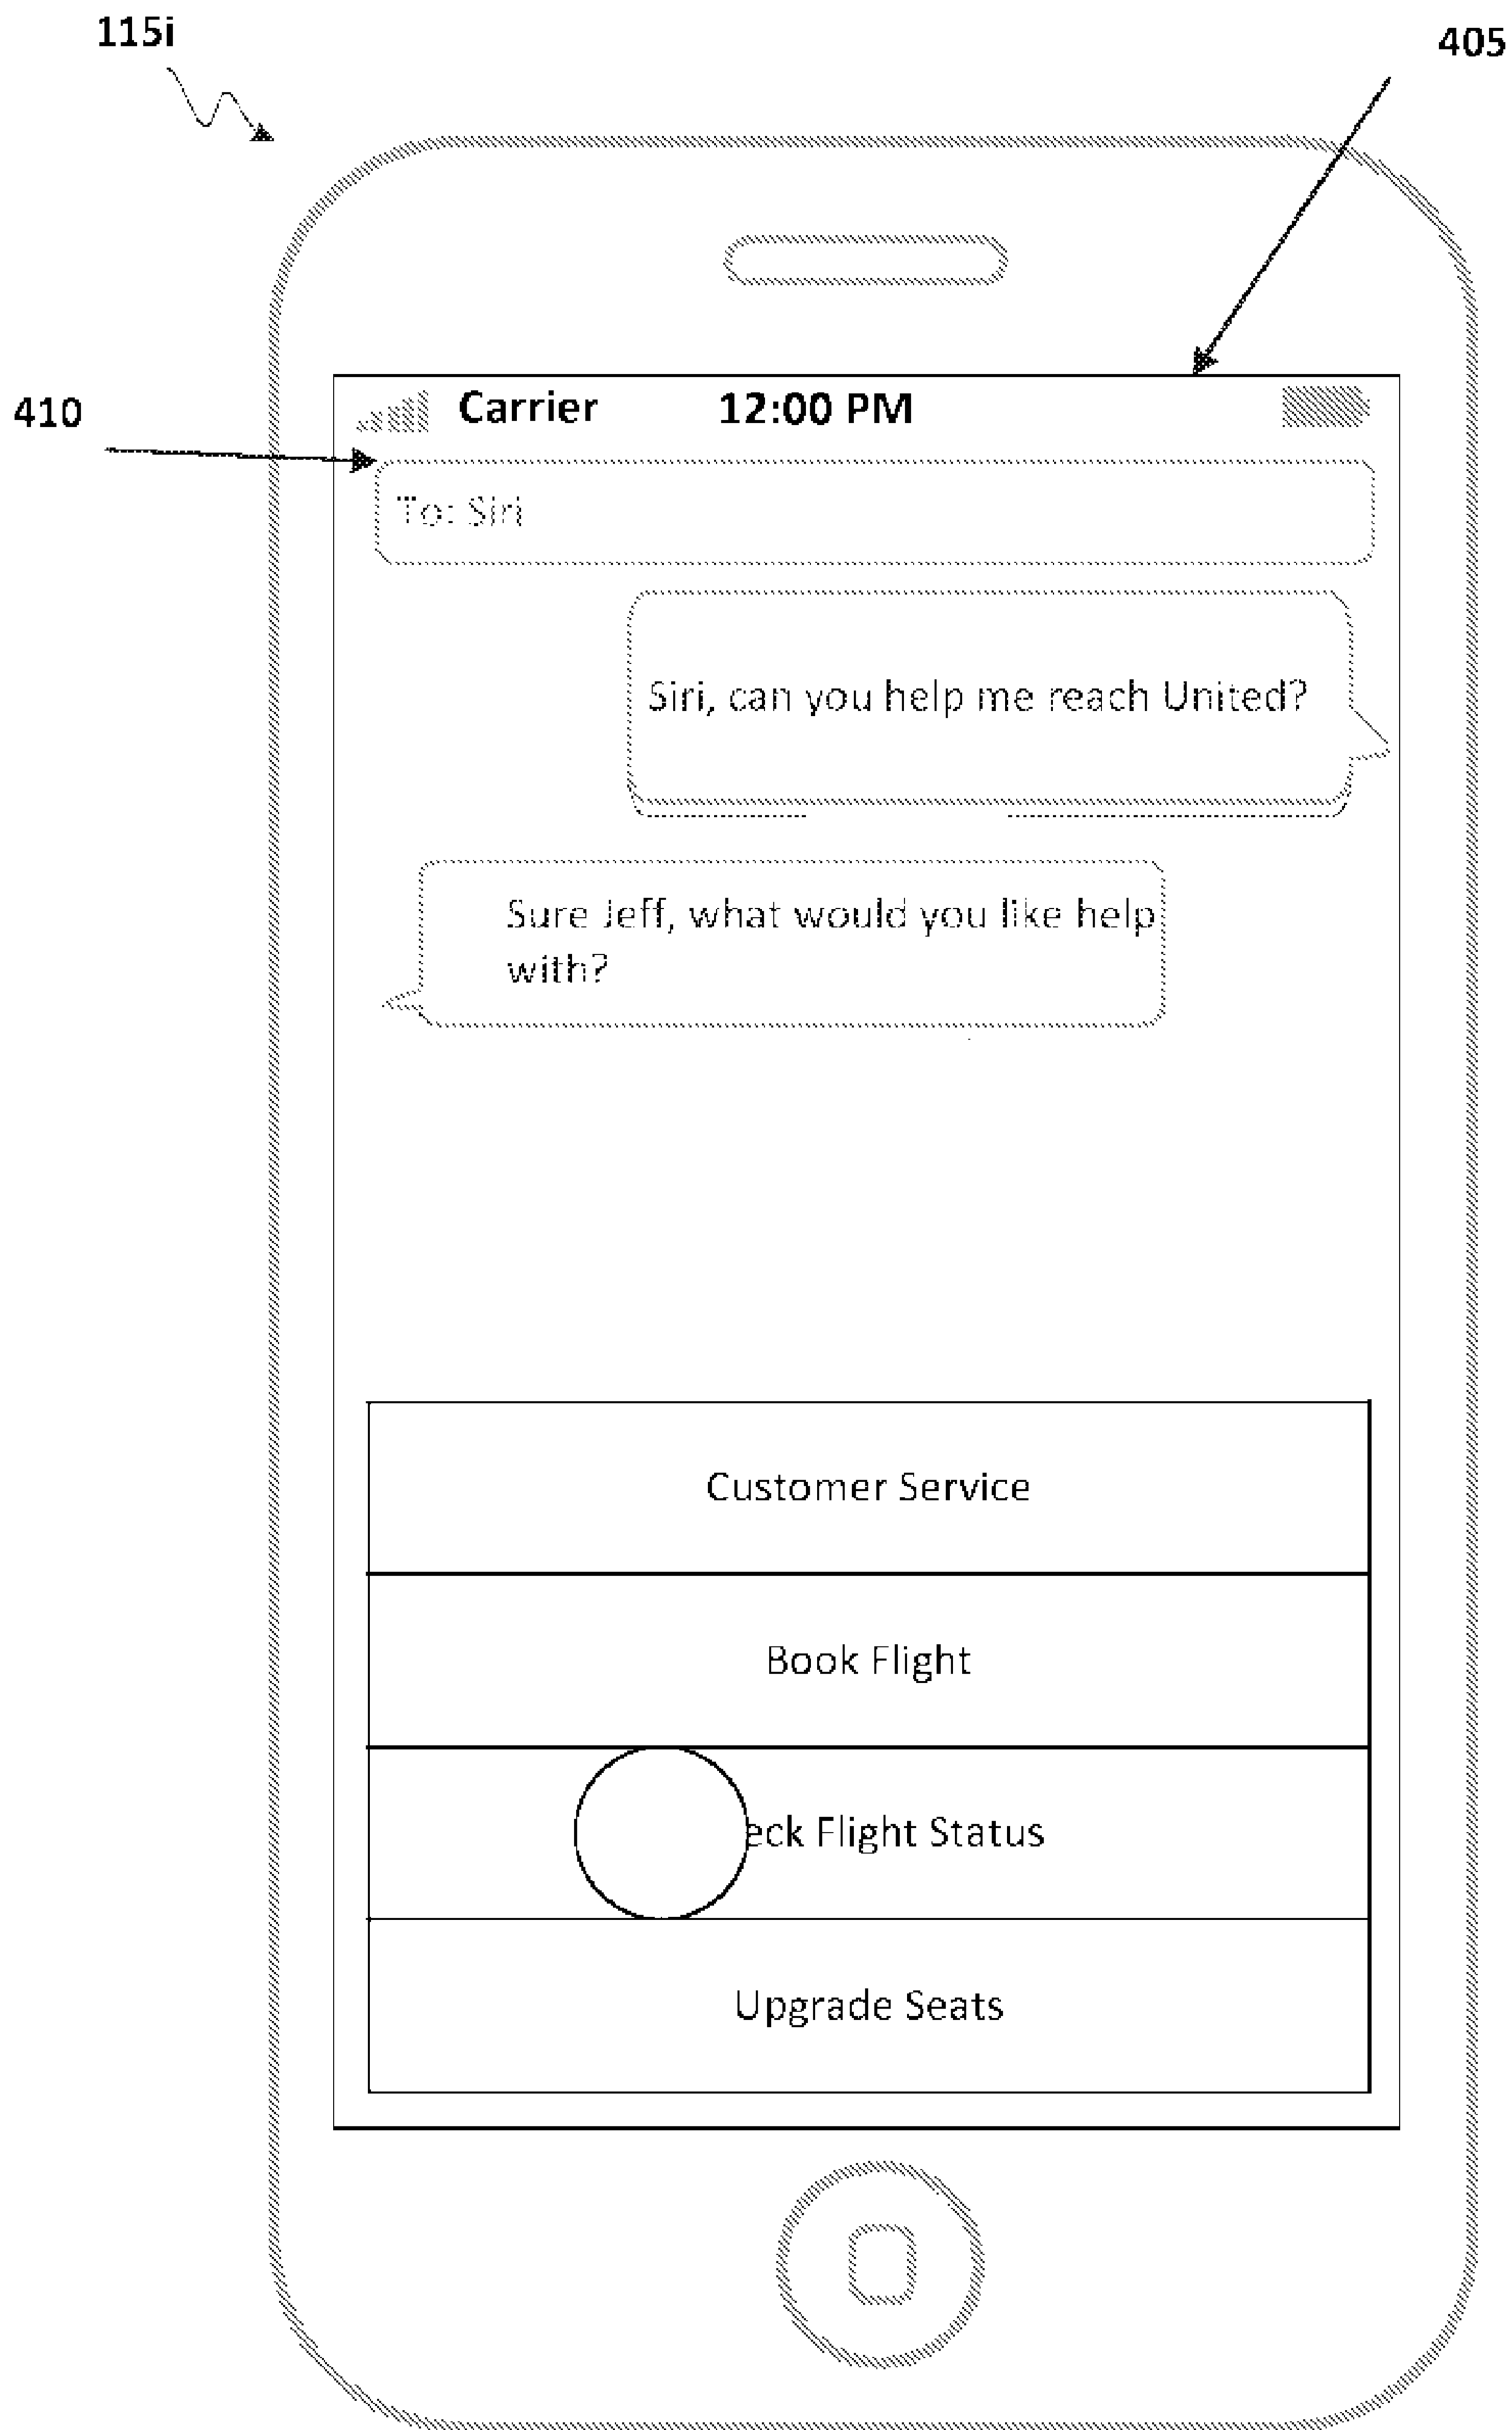 115i
405
410
Carrier 12:00 PM
To: Siri
Siri, can you help me reach United?
Sure Jeff, what would you like help
with?
Customer Service
Book Flight
eck Flight Status
Upgrade Seats